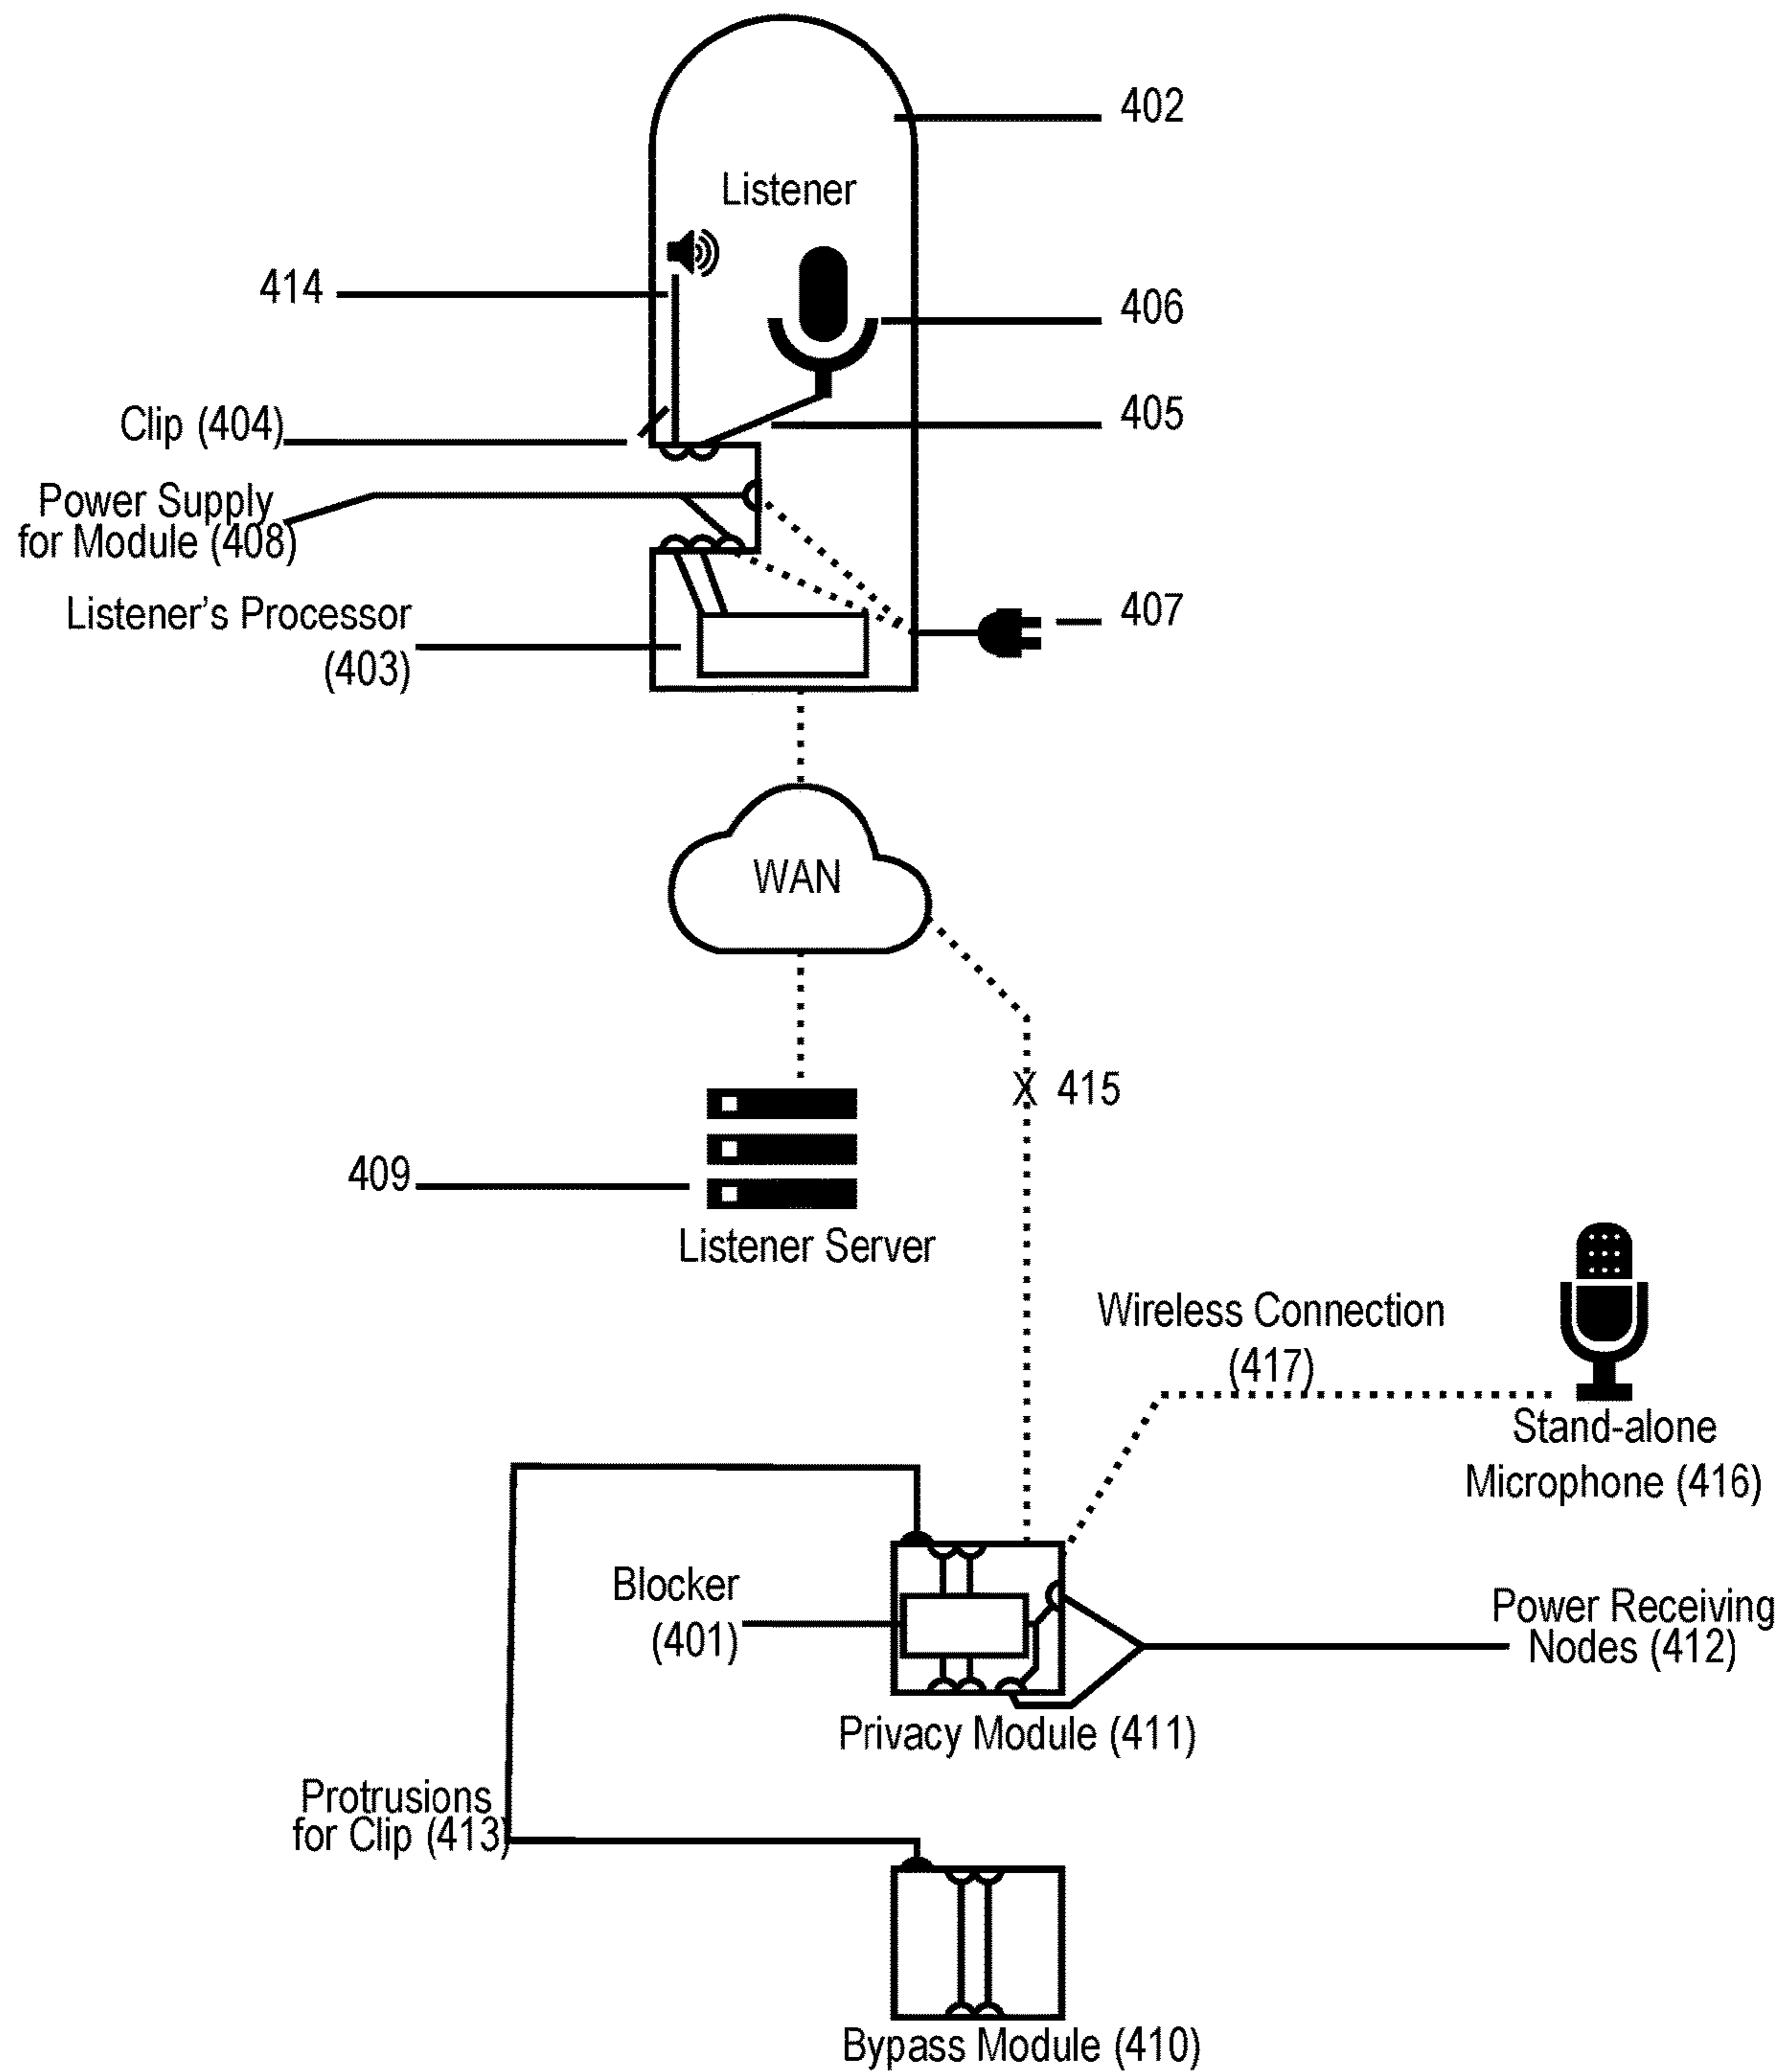 402
Listener
414
406
Clip (404)
405
Power Supply
for Module (408)
407
Listener's Processor
(403)
WAN
X 415
409
Listener Server
Wireless Connection
(417)
Stand-alone
Microphone (416)
Blocker
(401)
Power Receiving
Nodes (412)
Privacy Module (411)
Protrusions
for Clip (413)
Bypass Module (410)